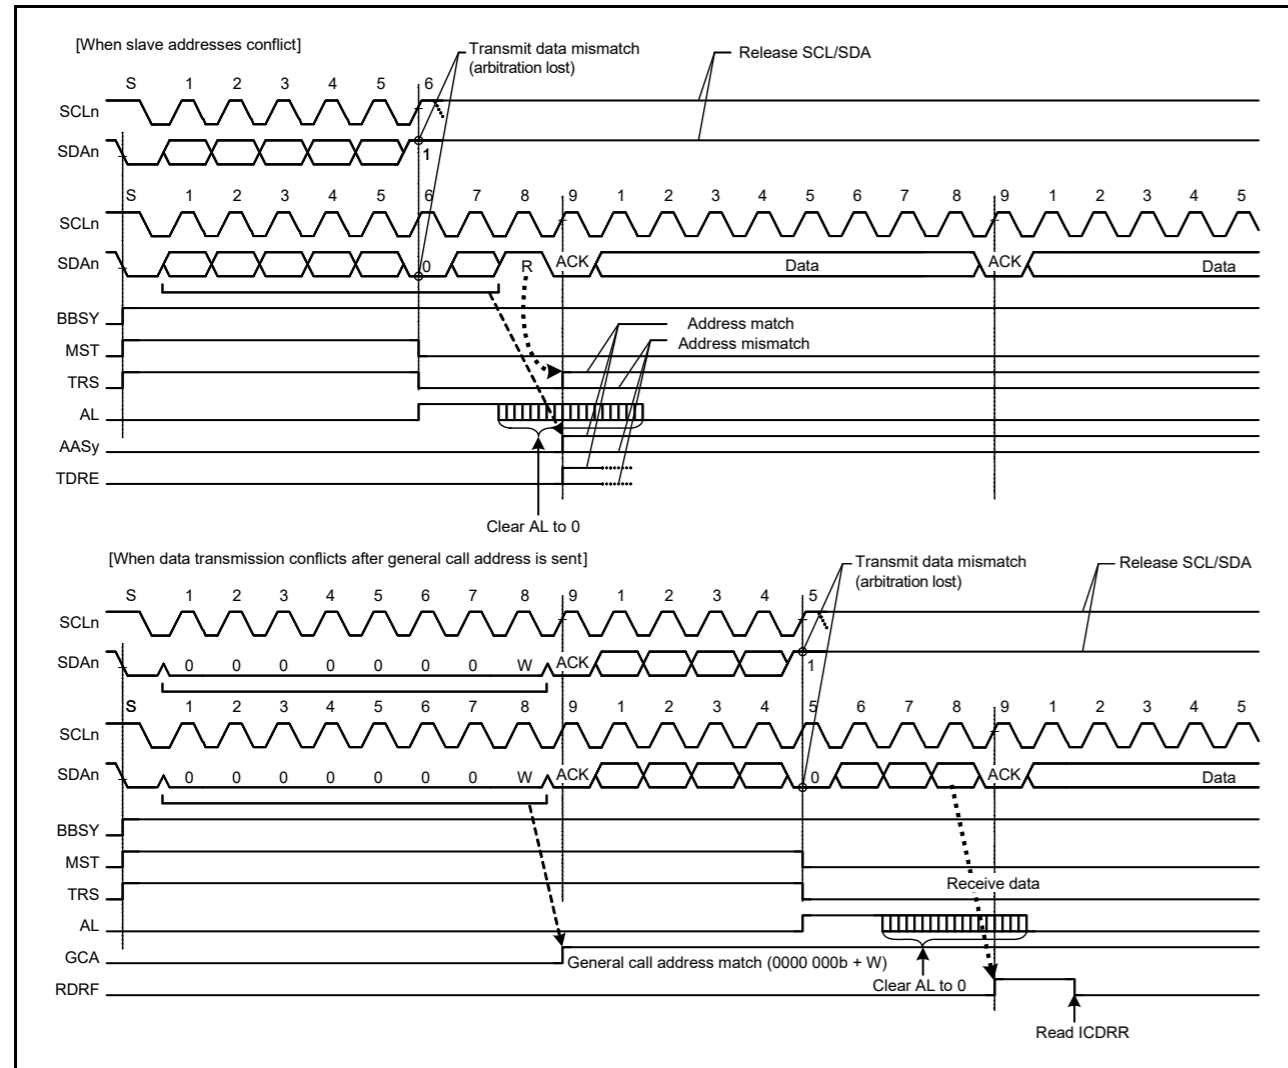 [When slave addresses conflict]
Transmit data mismatch
(arbitration lost)
Release SCL/SDA
S 1 2 3 4 5 6
SCLn
SDAn
1
S 1 2 3 4 5 6 7 8 9 1 2 3 4 5 6 7 8 9 1 2 3 4 5
SCLn
SDAn 0 R ACK Data ACK Data
BBSY
Address match
MST
Address mismatch
TRS
AL
AASy
TDRE
Clear AL to 0
[When data transmission conflicts after general call address is sent]
Transmit data mismatch
(arbitration lost)
Release SCL/SDA
S 1 2 3 4 5 6 7 8 9 1 2 3 4 5
SCLn
SDAn 0 0 0 0 0 0 0 W ACK 1
S 1 2 3 4 5 6 7 8 9 1 2 3 4 5 6 7 8 9 1 2 3 4 5
SCLn
SDAn 0 0 0 0 0 0 0 W ACK 0 ACK Data
BBSY
MST
TRS Receive data
AL
GCA General call address match (0000 000b + W)
Clear AL to 0
RDRF
Read ICDRR